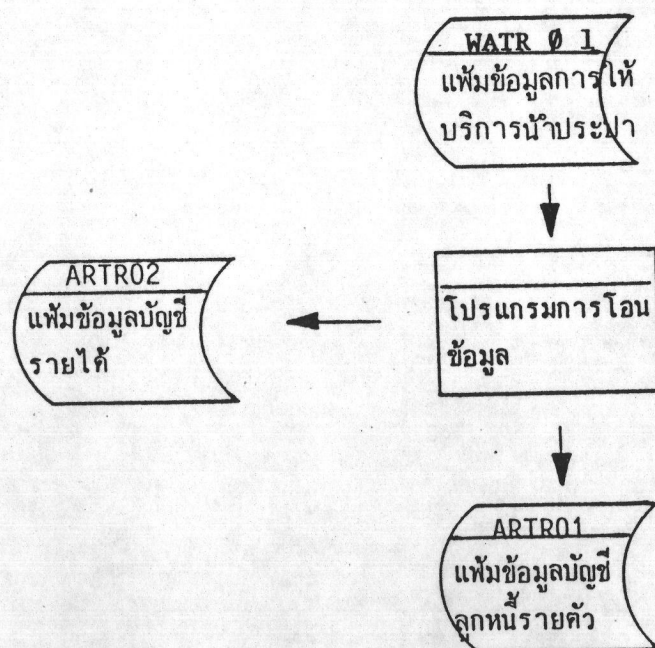 WATR Ø 1
แฟ้มข้อมูลการให้
บริการน้ำประปา
ARTR02
แฟ้มข้อมูลบัญชี
รายได้
โปรแกรมการโอน
ข้อมูล
ARTR01
แฟ้มข้อมูลบัญชี
ลูกหนี้รายตัว